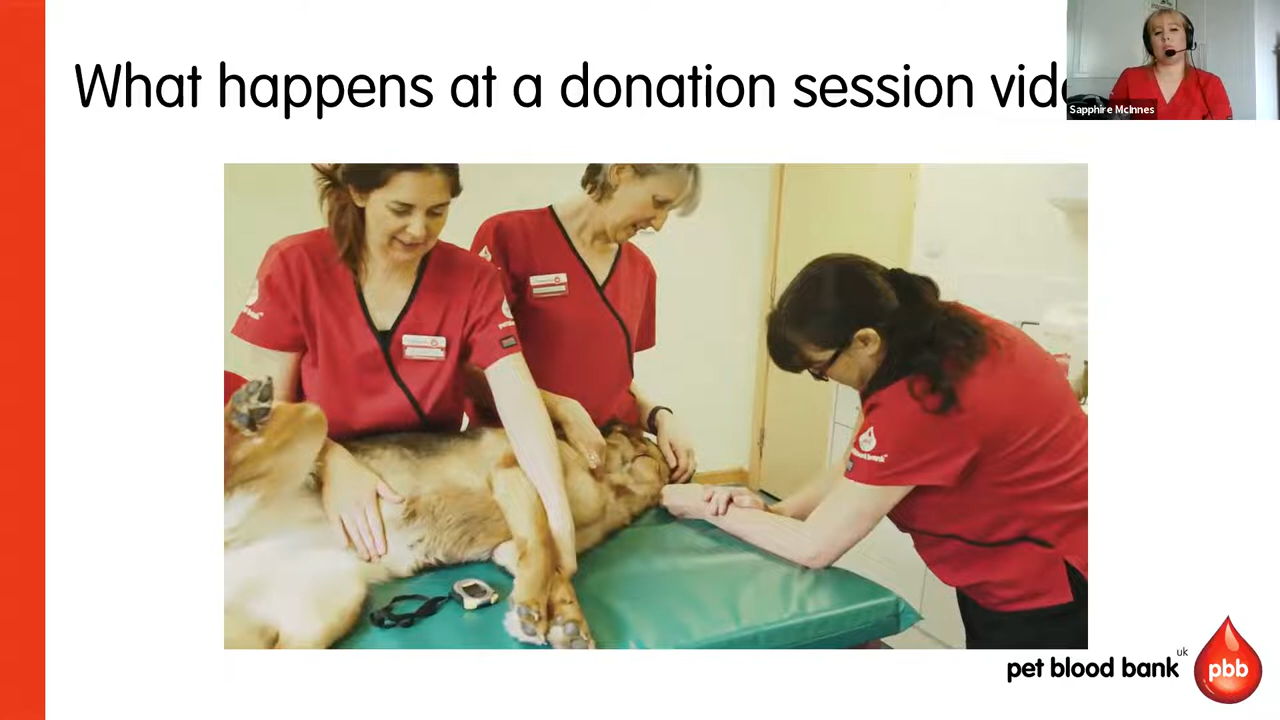 What happens at a donation session vid
Sapphire McInnes
pet blood bank uk
pbb